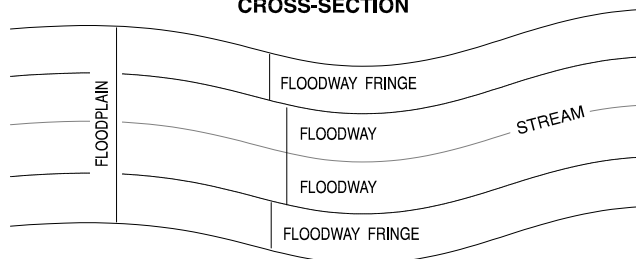 CROSS-SECTION
FLOODPLAIN
FLOODWAY FRINGE
FLOODWAY
STREAM
FLOODWAY
FLOODWAY FRINGE